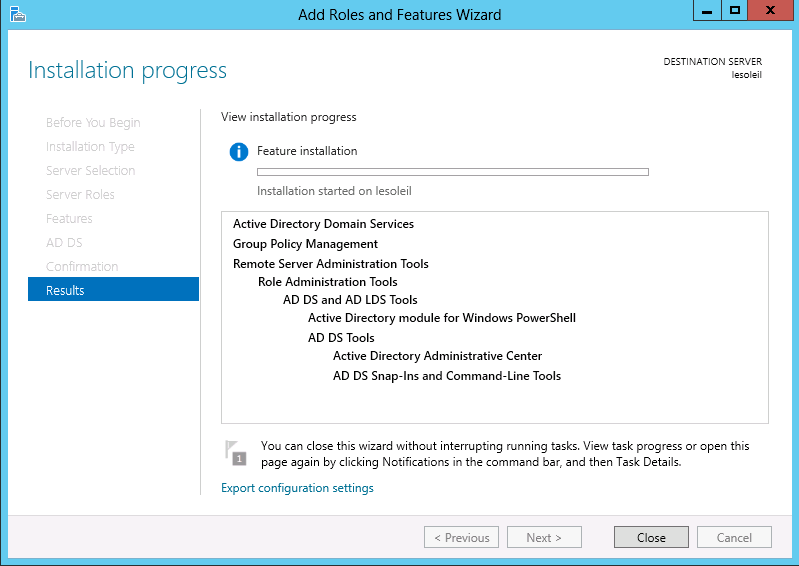 Add Roles and Features Wizard
Installation progress
DESTINATION SERVER
lesoleil
Before You Begin
Installation Type
Server Selection
Server Roles
Features
AD DS
Confirmation
Results
View installation progress
Feature installation
Installation started on lesoleil
Active Directory Domain Services
Group Policy Management
Remote Server Administration Tools
Role Administration Tools
AD DS and AD LDS Tools
Active Directory module for Windows PowerShell
AD DS Tools
Active Directory Administrative Center
AD DS Snap-Ins and Command-Line Tools
1
You can close this wizard without interrupting running tasks. View task progress or open this
page again by clicking Notifications in the command bar, and then Task Details.
Export configuration settings
< Previous
Next >
Close
Cancel